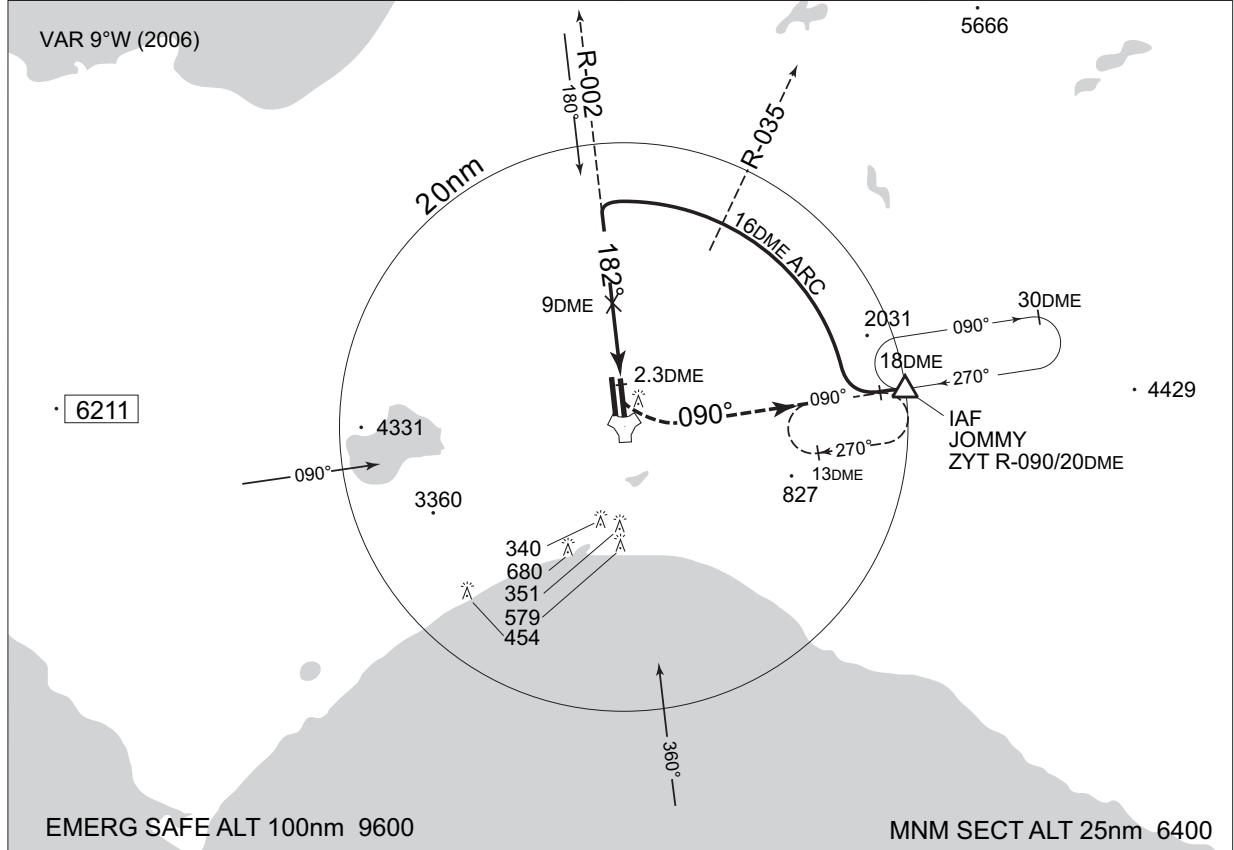 VAR 9°W (2006)
5666
R-002
180°
R-035
20nm
16DME ARC
182°
9DME
30DME
2031
090°
18DME
270°
2.3DME
4429
6211
090°
090°
IAF
JOMMY
ZYT R-090/20DME
4331
270°
13DME
090°
827
3360
340
680
351
579
454
360°
EMERG SAFE ALT 100nm 9600
MNM SECT ALT 25nm 6400